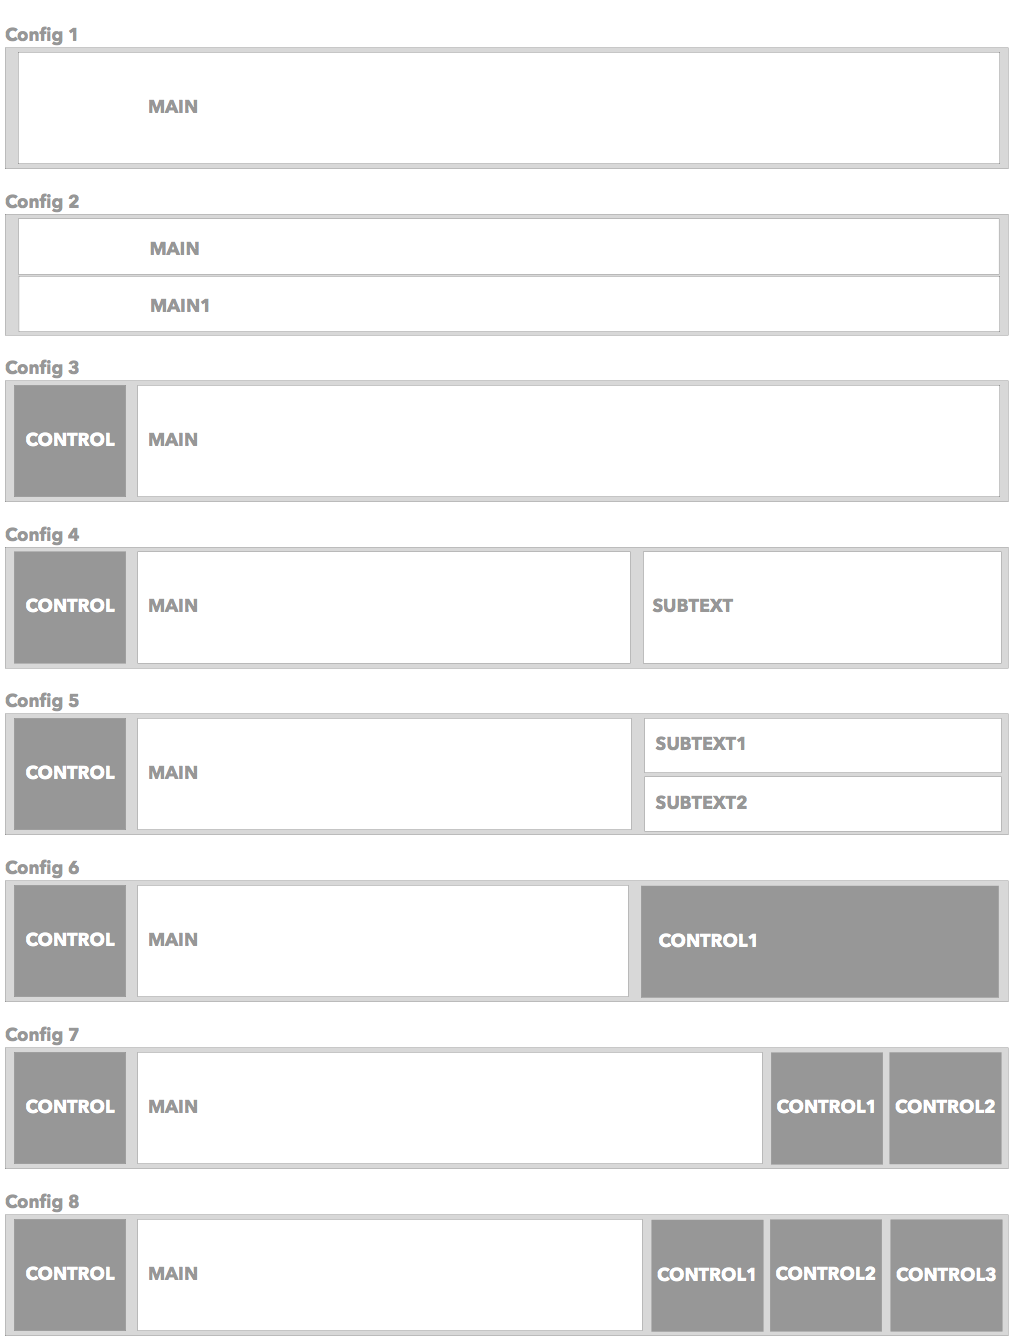 Config 1
MAIN
Config 2
MAIN
MAIN1
Config 3
CONTROL MAIN
Config 4
CONTROL MAIN SUBTEXT
Config 5
SUBTEXT1
CONTROL MAIN
SUBTEXT2
Config 6
CONTROL MAIN CONTROL1
Config 7
CONTROL MAIN CONTROL1 CONTROL2
Config 8
CONTROL MAIN CONTROL1 CONTROL2 CONTROL3